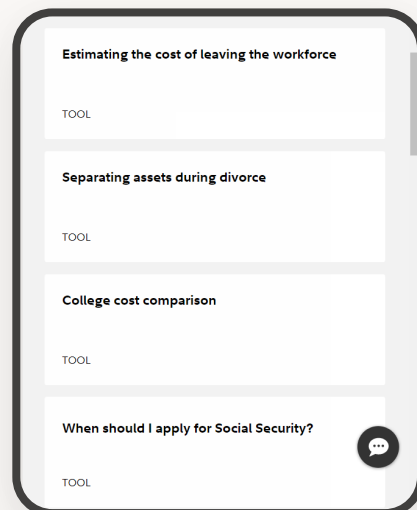 Estimating the cost of leaving the workforce
TOOL
Separating assets during divorce
TOOL
College cost comparison
TOOL
When should I apply for Social Security?
TOOL